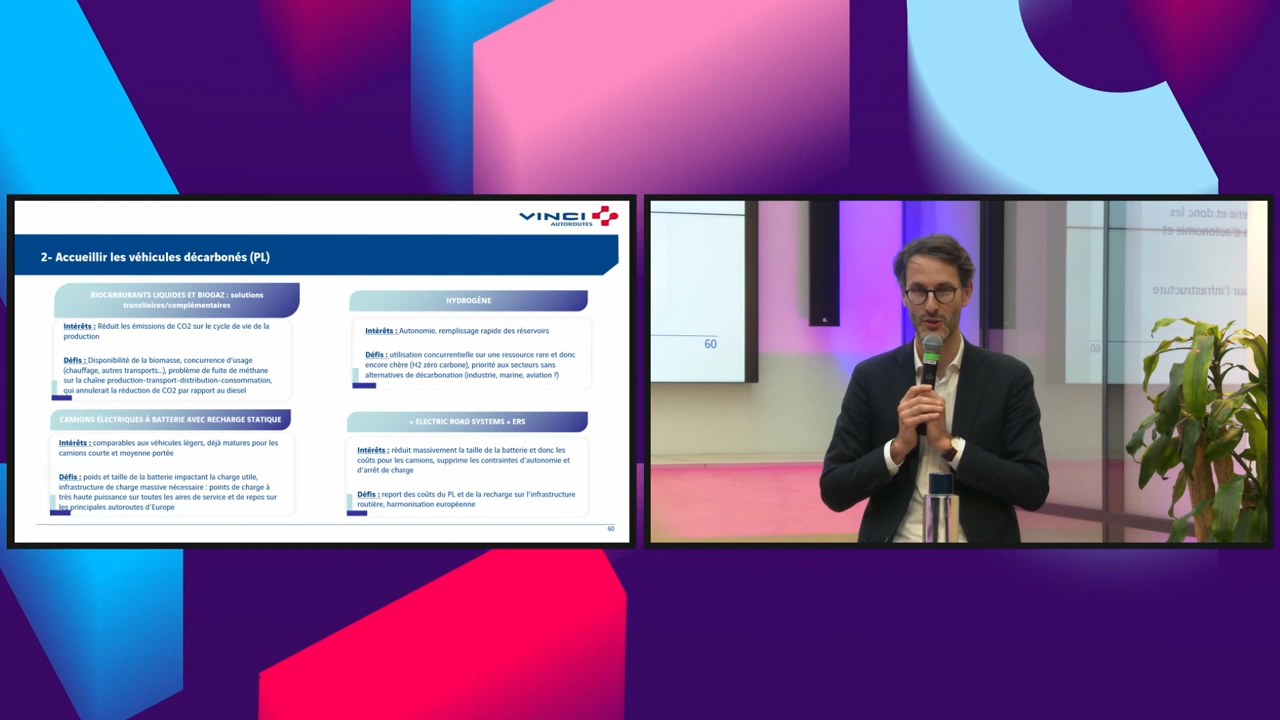 VINCI
AUTOROUTES
2- Accueillir les véhicules décarbonés (PL)
BIOCARBURANTS LIQUIDES ET BIOGAZ : solutions
transitoires/complémentaires
Intérêts : Réduit les émissions de CO2 sur le cycle de vie de la
production
Défis : Disponibilité de la biomasse, concurrence d'usage
(chauffage, autres transports...), problème de fuite de méthane
sur la chaîne production-transport-distribution-consommation,
qui annulerait la réduction de CO2 par rapport au diesel
HYDROGÈNE
Intérêts : Autonomie, remplissage rapide des réservoirs
Défis : utilisation concurrentielle sur une ressource rare et donc
encore chère (H2 zéro carbone), priorité aux secteurs sans
alternatives de décarbonation (industrie, marine, aviation ?)
CAMIONS ÉLECTRIQUES À BATTERIE AVEC RECHARGE STATIQUE
Intérêts : comparables aux véhicules légers, déjà matures pour les
camions courte et moyenne portée
Défis : poids et taille de la batterie impactant la charge utile,
infrastructure de charge massive nécessaire : points de charge à
très haute puissance sur toutes les aires de service et de repos sur
les principales autoroutes d'Europe
« ELECTRIC ROAD SYSTEMS » ERS
Intérêts : réduit massivement la taille de la batterie et donc les
coûts pour les camions, supprime les contraintes d'autonomie et
d'arrêt de charge
Défis : report des coûts du PL et de la recharge sur l'infrastructure
routière, harmonisation européenne
60
60
erie et donc les
d'autonomie et
sur l'infrastructure
60